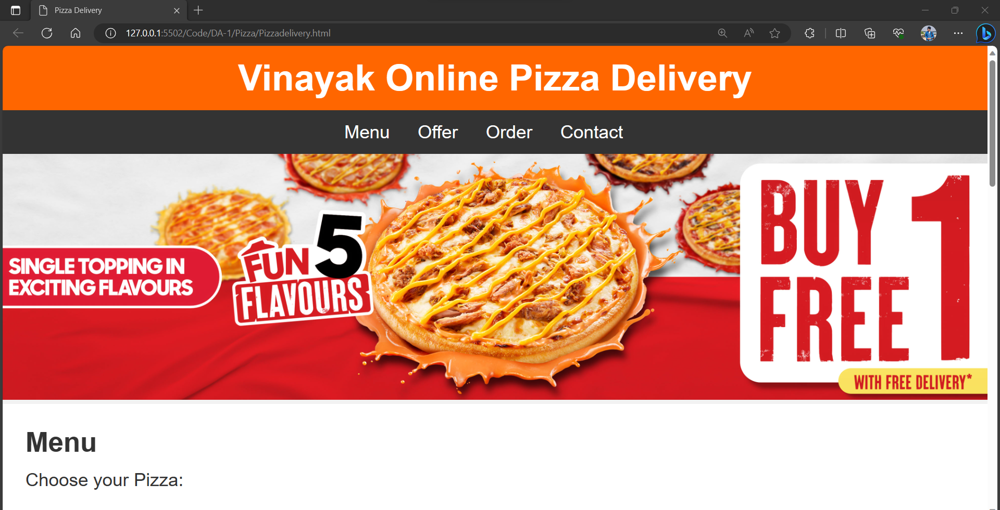 Pizza Delivery
127.0.0.1:5502/Code/DA-1/Pizza/Pizzadelivery.html
Vinayak Online Pizza Delivery
Menu Offer Order Contact
SINGLE TOPPING IN
EXCITING FLAVOURS
FUN 5
FLAVOURS
BUY 1
FREE
WITH FREE DELIVERY*
Menu
Choose your Pizza: